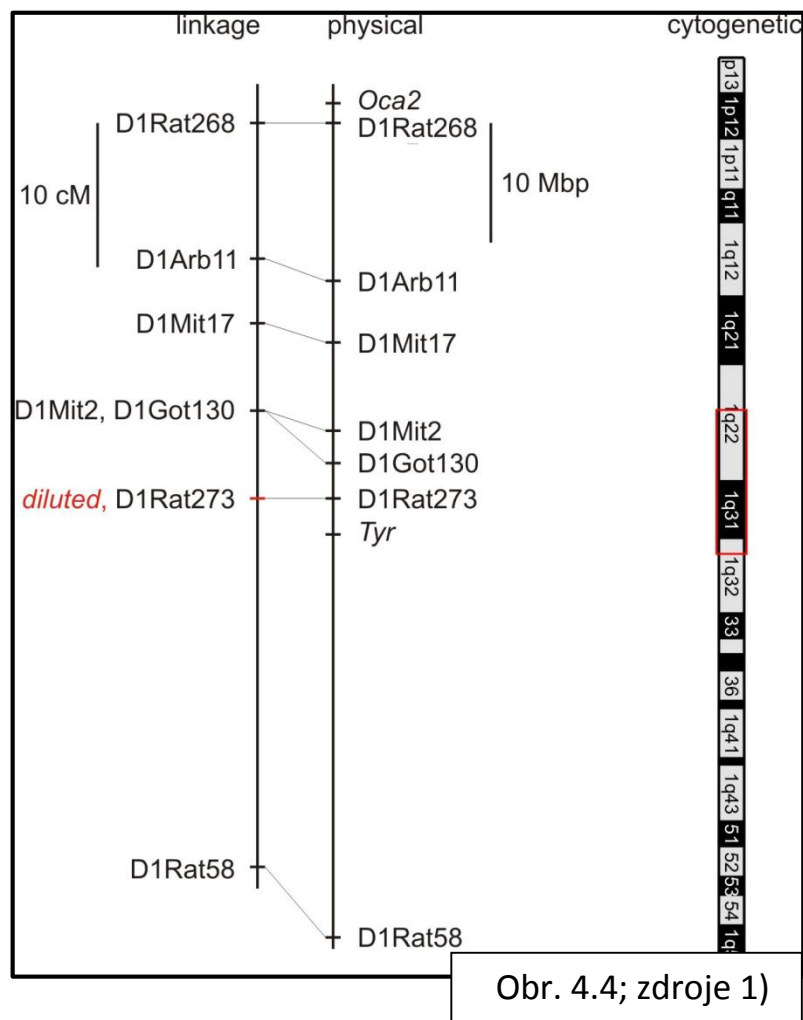 linkage physical cytogenetic
Oca2
D1Rat268 D1Rat268
10 cM 10 Mbp
D1Arb11
D1Arb11
D1Mit17
D1Mit17
D1Mit2, D1Got130
D1Mit2
D1Got130
diluted, D1Rat273 D1Rat273
Tyr
D1Rat58
D1Rat58
p13
1p12
1p11
q11
1q12
1q21
1q22
1q31
1q32
33
36
1q41
1q43
51
52
53
54
Obr. 4.4; zdroje 1)